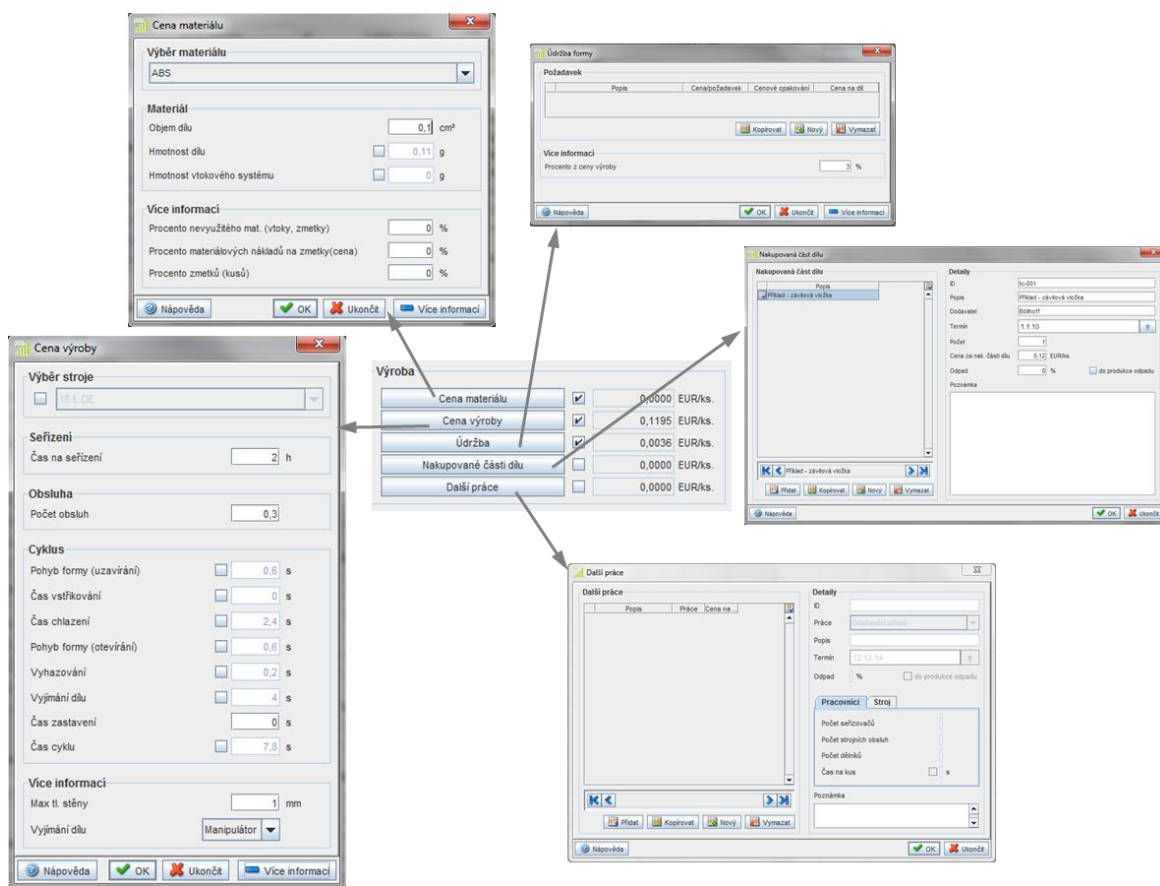 Cena materiálu
Výběr materiálu
ABS
Materiál
Objem dílu 0,1 cm³
Hmotnost dílu 0,11 g
Hmotnost vtokového systému 0 g
Více informací
Procento nevyužitého mat. (vtoky, zmetky) 0 %
Procento materiálových nákladů na zmetky(cena) 0 %
Procento zmetků (kusů) 0 %
Nápověda OK Ukončit Více informací
Údržba formy
Požadavek
Popis Cena/požadavek Cenové opakování Cena na díl
Kopírovat Nový Vymazat
Více informací
Procento z ceny výroby 3 %
Nápověda OK Ukončit Více informací
Nakupovaná část dílu
Nakupovaná část dílu
Popis
Příklad - závitová vložka
Příklad - závitová vložka
Přidat Kopírovat Nový Vymazat
Detaily
ID tc-001
Popis Příklad - závitová vložka
Dodavatel Böllhoff
Termín 1.1.10
Počet 1
Cena za nak. části dílu 0,12 EUR/ks.
Odpad 0 % do produkce odpadu
Poznámka
Nápověda OK Ukončit
Cena výroby
Výběr stroje
15 t, DE
Seřízení
Čas na seřízení 2 h
Obsluha
Počet obsluh 0,3
Cyklus
Pohyb formy (uzavírání) 0,6 s
Čas vstřikování 0 s
Čas chlazení 2,4 s
Pohyb formy (otevírání) 0,6 s
Vyhazování 0,2 s
Vyjímání dílu 4 s
Čas zastavení 0 s
Čas cyklu 7,8 s
Více informací
Max tl. stěny 1 mm
Vyjímání dílu Manipulátor
Nápověda OK Ukončit Více informací
Výroba
Cena materiálu 0,0000 EUR/ks.
Cena výroby 0,1195 EUR/ks.
Údržba 0,0036 EUR/ks.
Nakupované části dílu 0,0000 EUR/ks.
Další práce 0,0000 EUR/ks.
Další práce
Další práce
Popis Práce Cena na ...
Přidat Kopírovat Nový Vymazat
Detaily
ID
Práce
Popis
Termín 12.12.14
Odpad % do produkce odpadu
Pracovníci Stroj
Počet seřizovačů
Počet strojních obsluh
Počet dělníků
Čas na kus s
Poznámka
Nápověda OK Ukončit